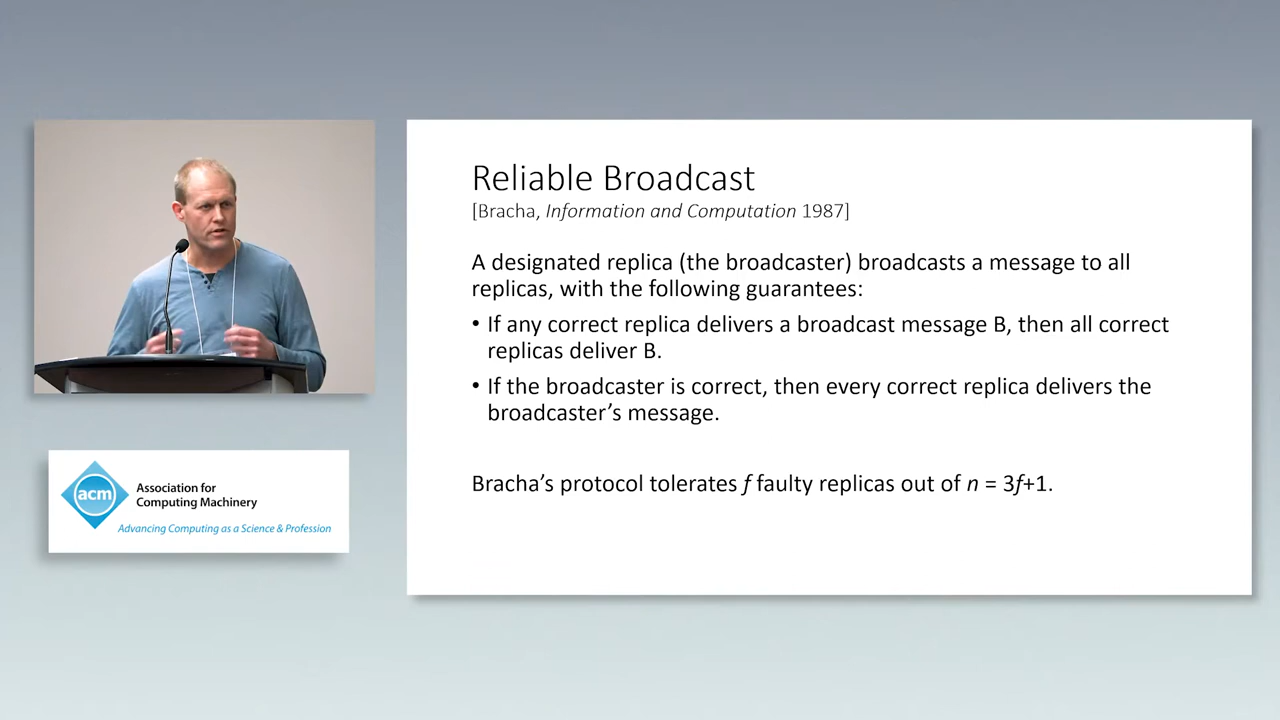 Reliable Broadcast
[Bracha, Information and Computation 1987]
A designated replica (the broadcaster) broadcasts a message to all
replicas, with the following guarantees:
• If any correct replica delivers a broadcast message B, then all correct
replicas deliver B.
• If the broadcaster is correct, then every correct replica delivers the
broadcaster’s message.
Bracha’s protocol tolerates f faulty replicas out of n = 3f+1.
acm
Association for
Computing Machinery
Advancing Computing as a Science & Profession